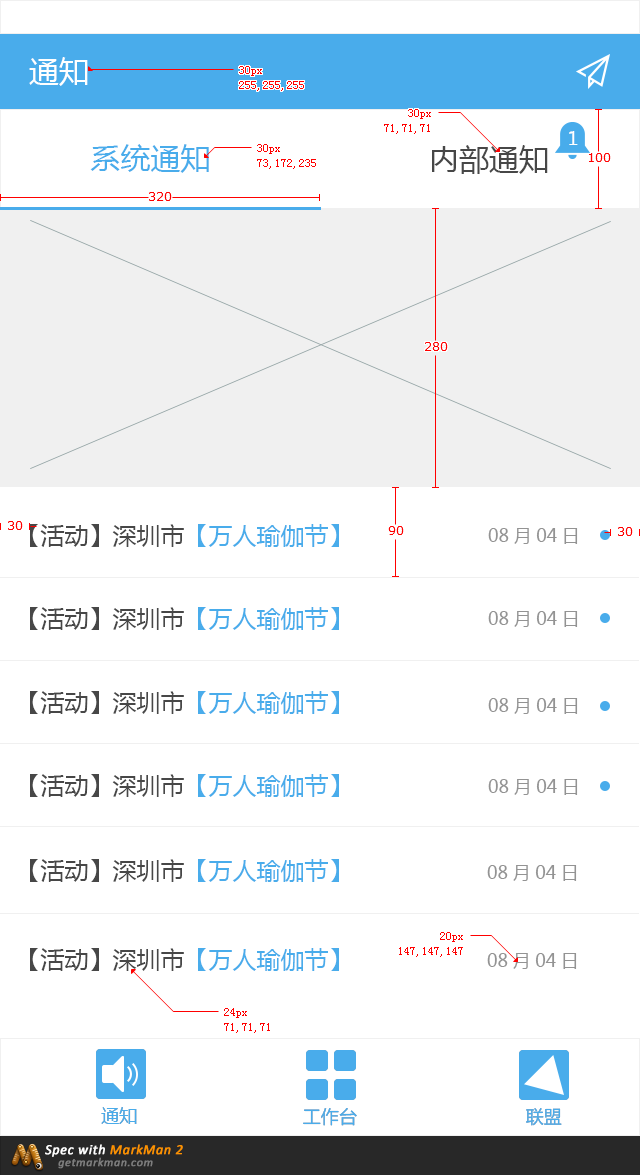 通知
30px
255, 255, 255
30px
71, 71, 71
系统通知
30px
73, 172, 235
内部通知
1
100
320
280
90
30
【活动】深圳市【万人瑜伽节】 08 月 04 日
30
【活动】深圳市【万人瑜伽节】 08 月 04 日
【活动】深圳市【万人瑜伽节】 08 月 04 日
【活动】深圳市【万人瑜伽节】 08 月 04 日
【活动】深圳市【万人瑜伽节】 08 月 04 日
20px
147, 147, 147
【活动】深圳市【万人瑜伽节】 08 月 04 日
24px
71, 71, 71
通知 工作台 联盟
Spec with MarkMan 2
getmarkman.com